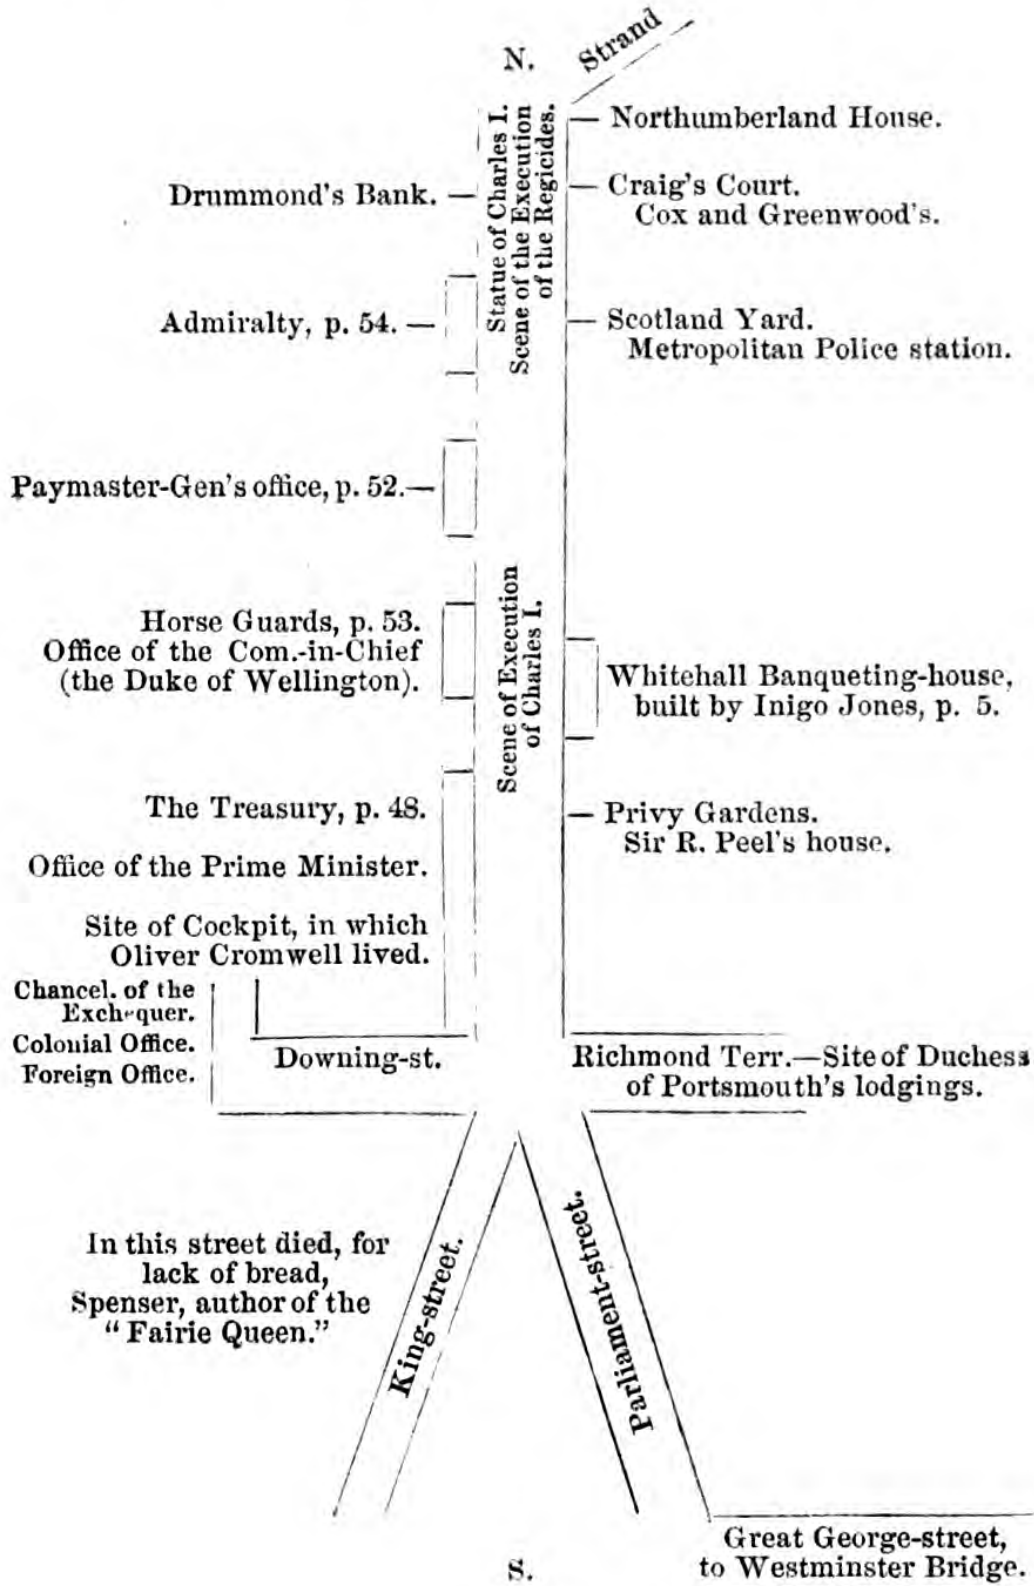 N.
Strand
Statue of Charles I.
Scene of the Execution
of the Regicides.
Northumberland House.
Drummond's Bank.
Craig's Court.
Cox and Greenwood's.
Admiralty, p. 54.
Scotland Yard.
Metropolitan Police station.
Paymaster-Gen's office, p. 52.
Scene of Execution
of Charles I.
Horse Guards, p. 53.
Office of the Com.-in-Chief
(the Duke of Wellington).
Whitehall Banqueting-house,
built by Inigo Jones, p. 5.
The Treasury, p. 48.
Privy Gardens.
Sir R. Peel's house.
Office of the Prime Minister.
Site of Cockpit, in which
Oliver Cromwell lived.
Chancel. of the
Exchequer.
Colonial Office.
Foreign Office.
Downing-st.
Richmond Terr.—Site of Duchess
of Portsmouth's lodgings.
In this street died, for
lack of bread,
Spenser, author of the
"Fairie Queen."
King-street.
Parliament-street.
Great George-street,
to Westminster Bridge.
S.